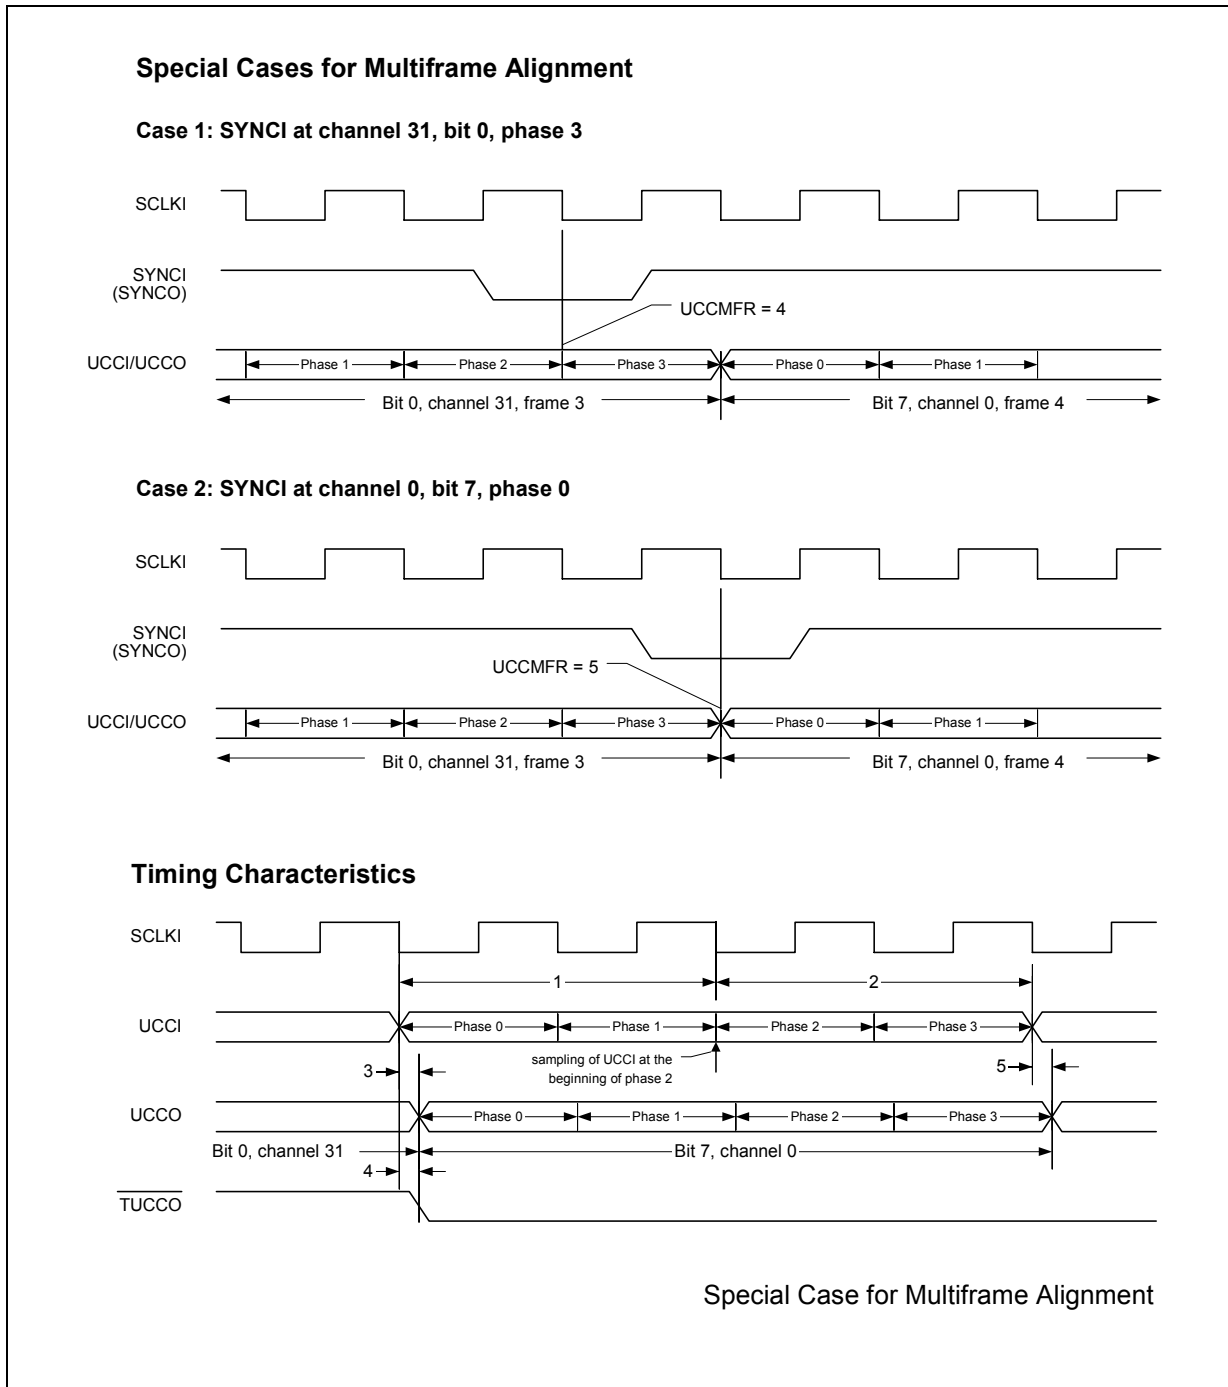 Special Cases for Multiframe Alignment
Case 1: SYNCI at channel 31, bit 0, phase 3
SCLKI
SYNCI
(SYNCO)
UCCMFR = 4
UCCI/UCCO
Phase 1
Phase 2
Phase 3
Phase 0
Phase 1
Bit 0, channel 31, frame 3
Bit 7, channel 0, frame 4
Case 2: SYNCI at channel 0, bit 7, phase 0
SCLKI
SYNCI
(SYNCO)
UCCMFR = 5
UCCI/UCCO
Phase 1
Phase 2
Phase 3
Phase 0
Phase 1
Bit 0, channel 31, frame 3
Bit 7, channel 0, frame 4
Timing Characteristics
SCLKI
1
2
UCCI
Phase 0
Phase 1
Phase 2
Phase 3
sampling of UCCI at the
beginning of phase 2
3
5
UCCO
Phase 0
Phase 1
Phase 2
Phase 3
Bit 0, channel 31
Bit 7, channel 0
4
TUCCO
Special Case for Multiframe Alignment